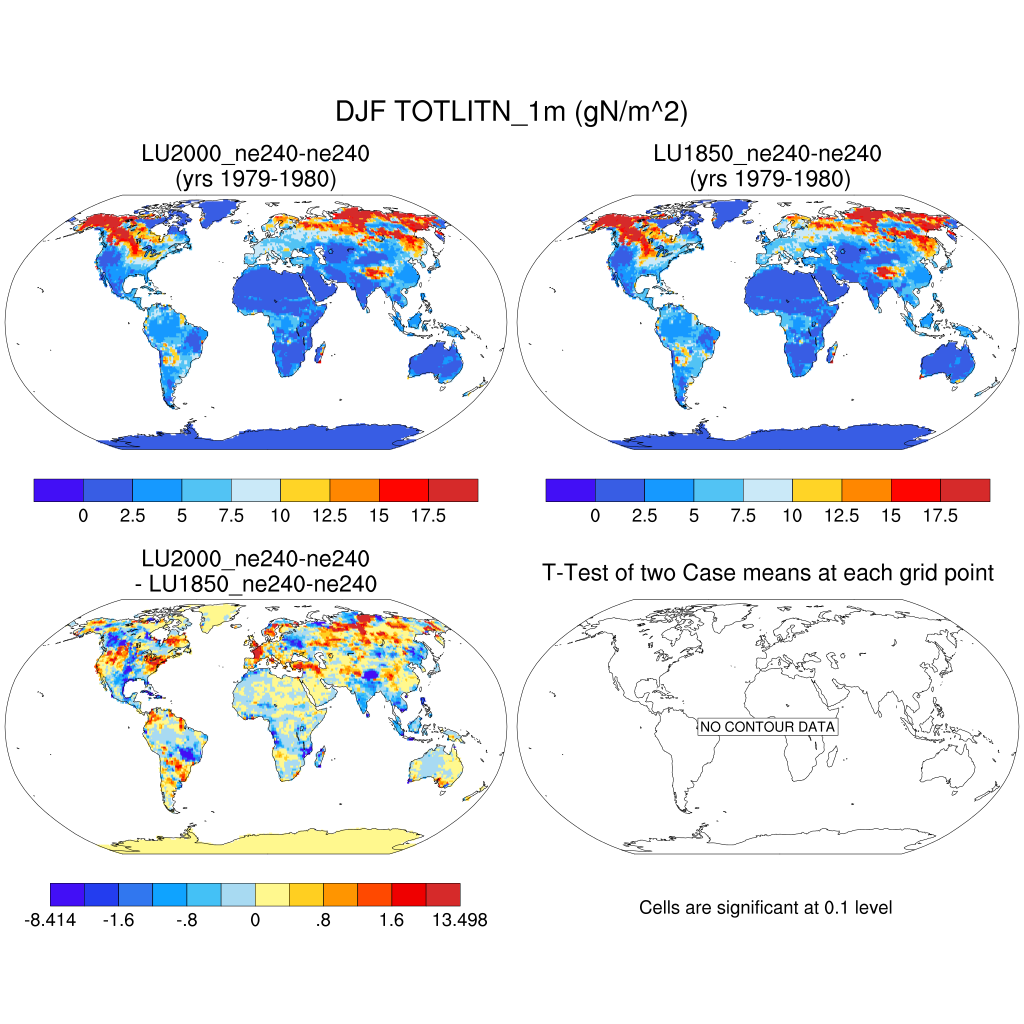 DJF TOTLITN_1m (gN/m^2)
LU2000_ne240-ne240
(yrs 1979-1980)
LU1850_ne240-ne240
(yrs 1979-1980)
0 2.5 5 7.5 10 12.5 15 17.5
0 2.5 5 7.5 10 12.5 15 17.5
LU2000_ne240-ne240
- LU1850_ne240-ne240
T-Test of two Case means at each grid point
NO CONTOUR DATA
-8.414 -1.6 -.8 0 .8 1.6 13.498
Cells are significant at 0.1 level